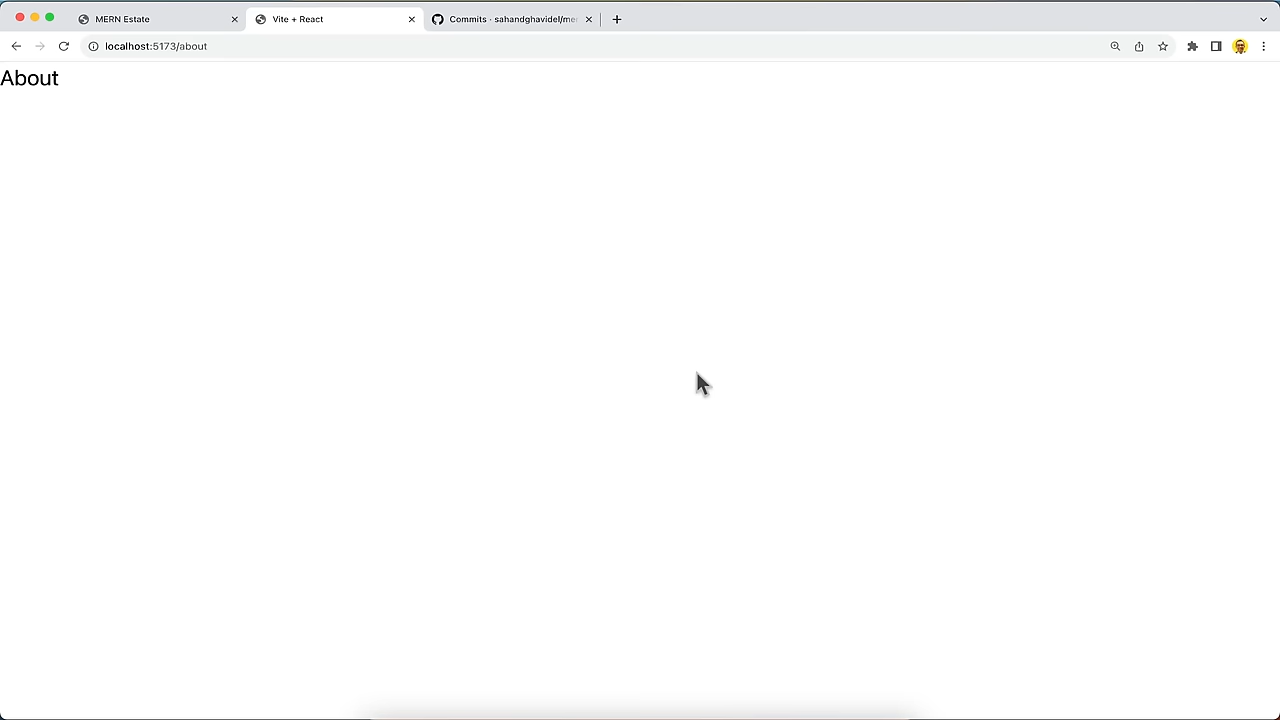 MERN Estate
Vite + React
Commits · sahandghavidel/me
localhost:5173/about
About